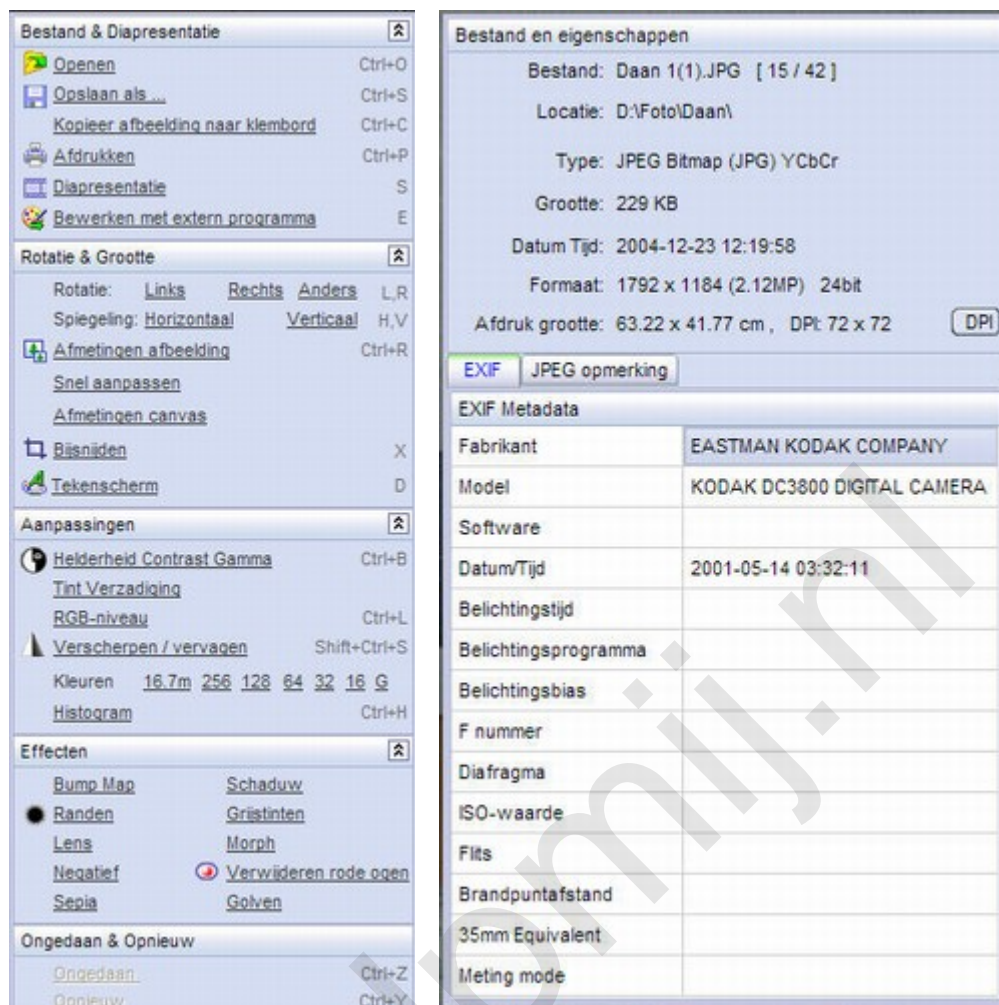 Bestand & Diapresentatie
Openen Ctrl+O
Opslaan als ... Ctrl+S
Kopieer afbeelding naar klembord Ctrl+C
Afdrukken Ctrl+P
Diapresentatie S
Bewerken met extern programma E
Rotatie & Grootte
Rotatie: Links Rechts Anders L,R
Spiegeling: Horizontaal Verticaal H,V
Afmetingen afbeelding Ctrl+R
Snel aanpassen
Afmetingen canvas
Bijsnijden X
Tekenscherm D
Aanpassingen
Helderheid Contrast Gamma Ctrl+B
Tint Verzadiging
RGB-niveau Ctrl+L
Verscherpen / vervagen Shift+Ctrl+S
Kleuren 16.7m 256 128 64 32 16 G
Histogram Ctrl+H
Effecten
Bump Map Schaduw
Randen Grijstinten
Lens Morph
Negatief Verwijderen rode ogen
Sepia Golven
Ongedaan & Opnieuw
Ongedaan Ctrl+Z
Opnieuw Ctrl+Y
Bestand en eigenschappen
Bestand: Daan 1(1).JPG [ 15 / 42 ]
Locatie: D:\Foto\Daan\
Type: JPEG Bitmap (JPG) YCbCr
Grootte: 229 KB
Datum Tijd: 2004-12-23 12:19:58
Formaat: 1792 x 1184 (2.12MP) 24bit
Afdruk grootte: 63.22 x 41.77 cm , DPI: 72 x 72 DPI
EXIF JPEG opmerking
EXIF Metadata
Fabrikant EASTMAN KODAK COMPANY
Model KODAK DC3800 DIGITAL CAMERA
Software
Datum/Tijd 2001-05-14 03:32:11
Belichtingstijd
Belichtingsprogramma
Belichtingsbias
F nummer
Diafragma
ISO-waarde
Flits
Brandpuntafstand
35mm Equivalent
Meting mode